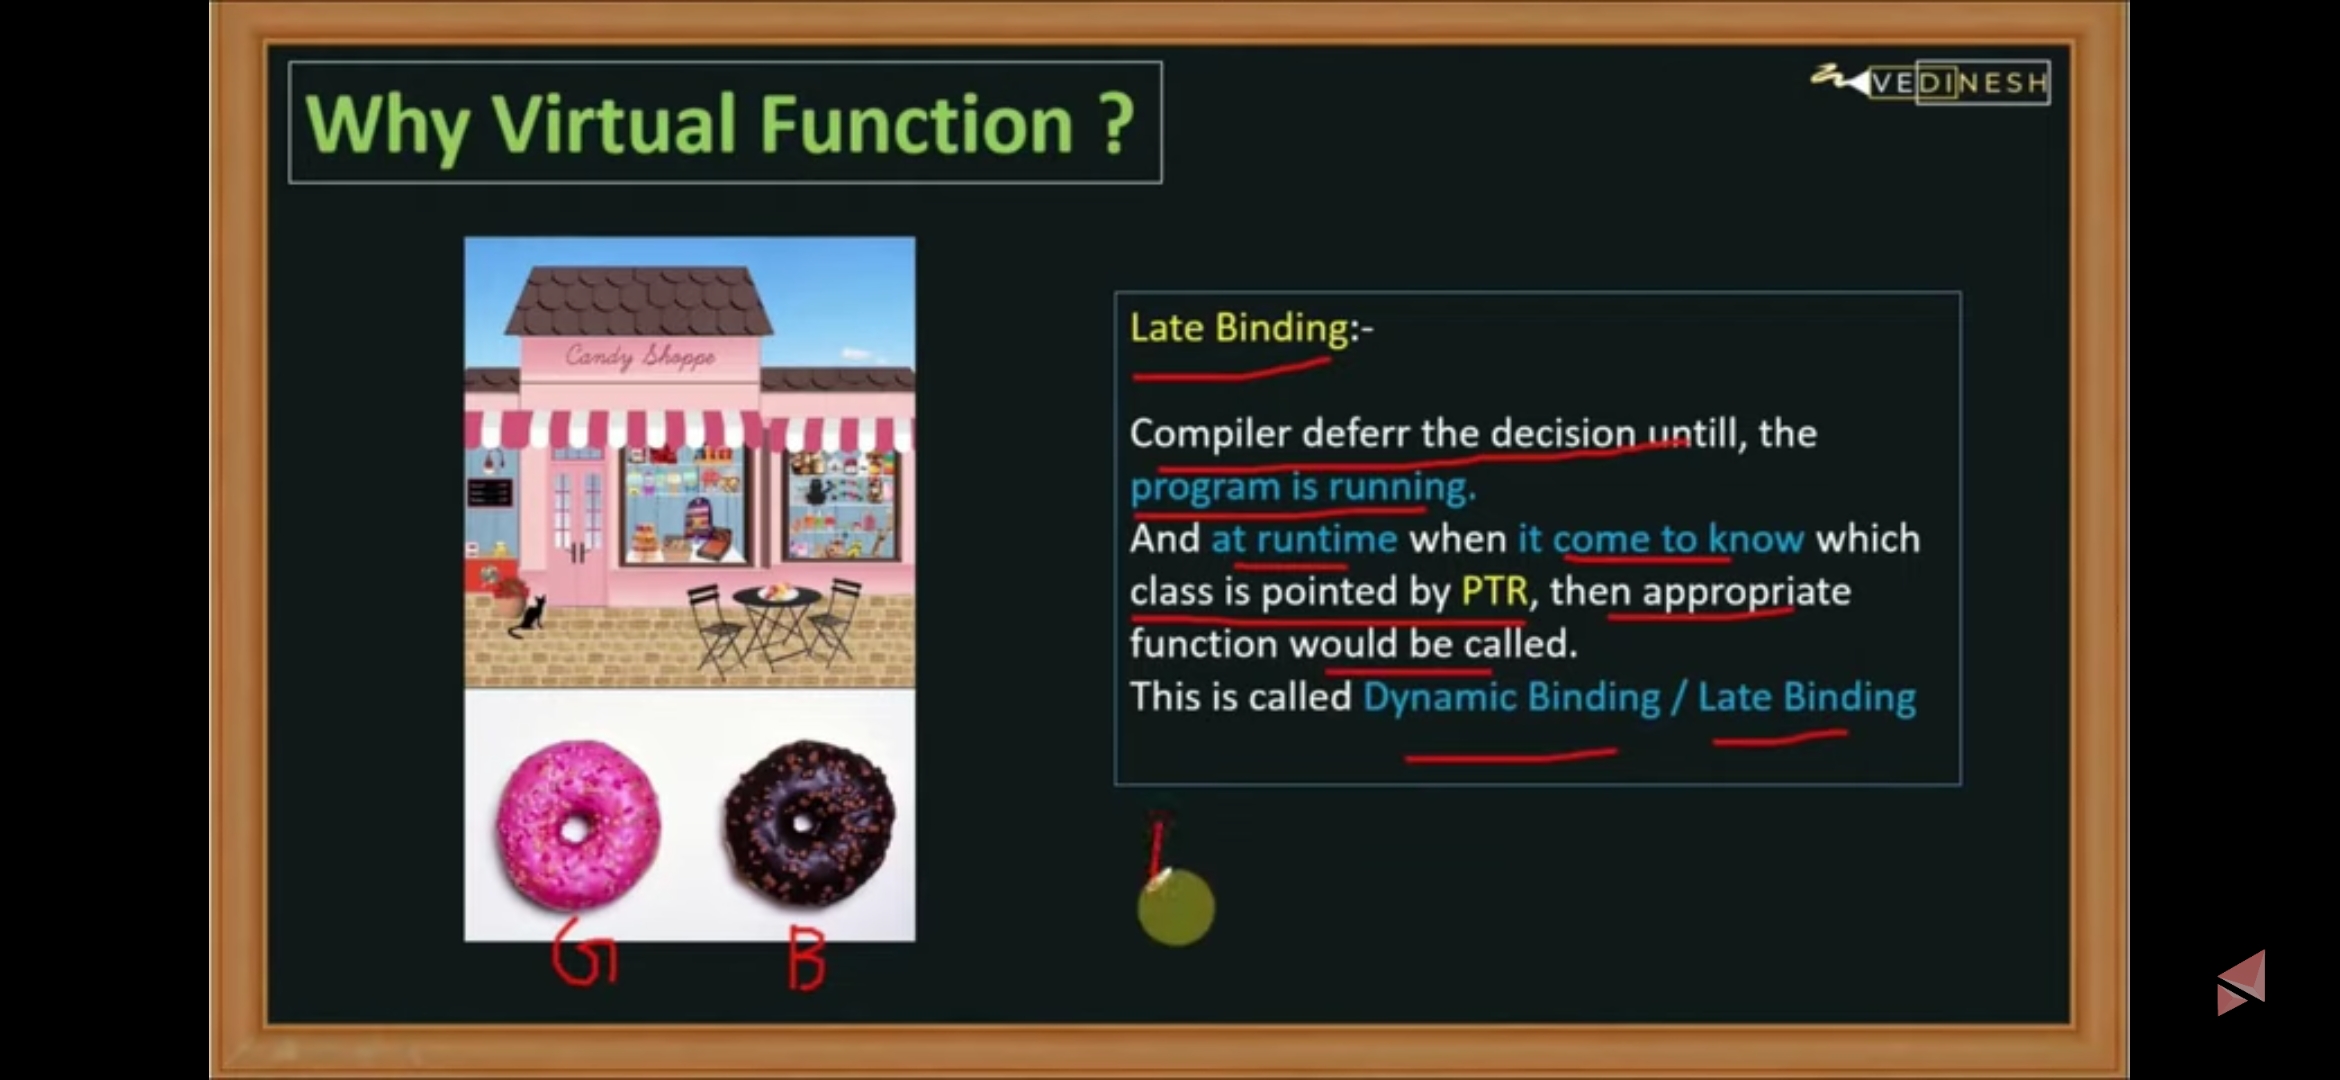 Why Virtual Function ?
VEDINESH
Candy Shoppe
Late Binding:-
Compiler deferr the decision untill, the
program is running.
And at runtime when it come to know which
class is pointed by PTR, then appropriate
function would be called.
This is called Dynamic Binding / Late Binding
G B